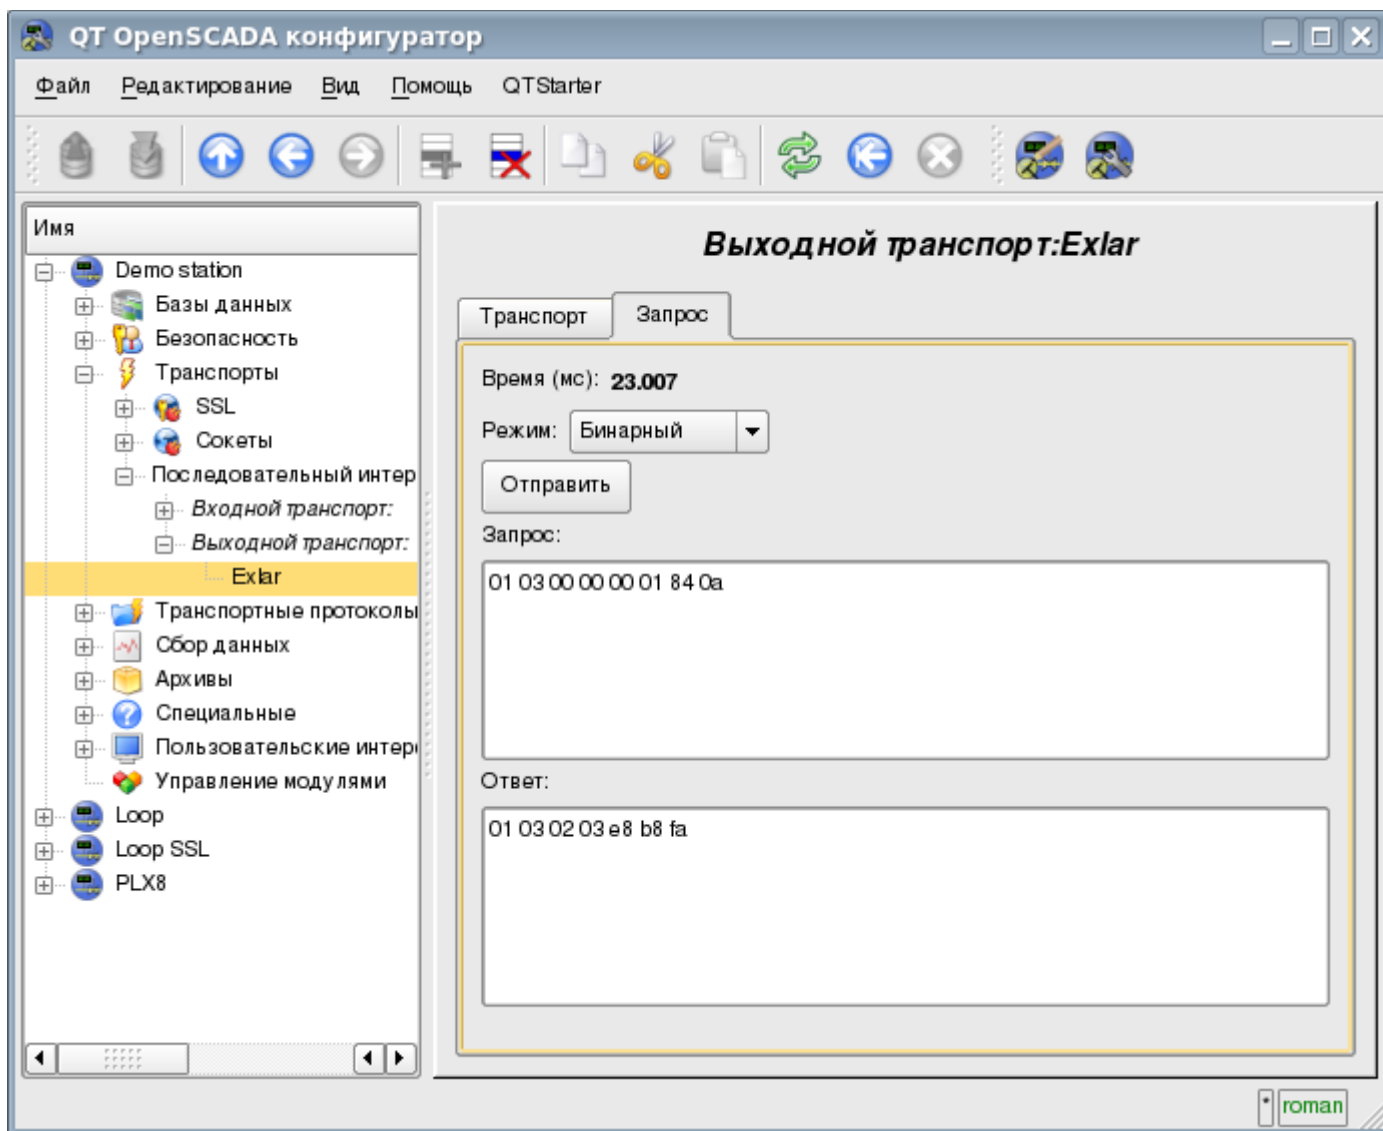 QT OpenSCADA конфигуратор
Файл Редактирование Вид Помощь QTStarter
Имя
Demo station
Базы данных
Безопасность
Транспорты
SSL
Сокеты
Последовательный интер
Входной транспорт:
Выходной транспорт:
Exlar
Транспортные протоколы
Сбор данных
Архивы
Специальные
Пользовательские интер
Управление модулями
Loop
Loop SSL
PLX8
Выходной транспорт:Exlar
Транспорт Запрос
Время (мс): 23.007
Режим: Бинарный
Отправить
Запрос:
01 03 00 00 00 01 84 0a
Ответ:
01 03 02 03 e8 b8 fa
* roman